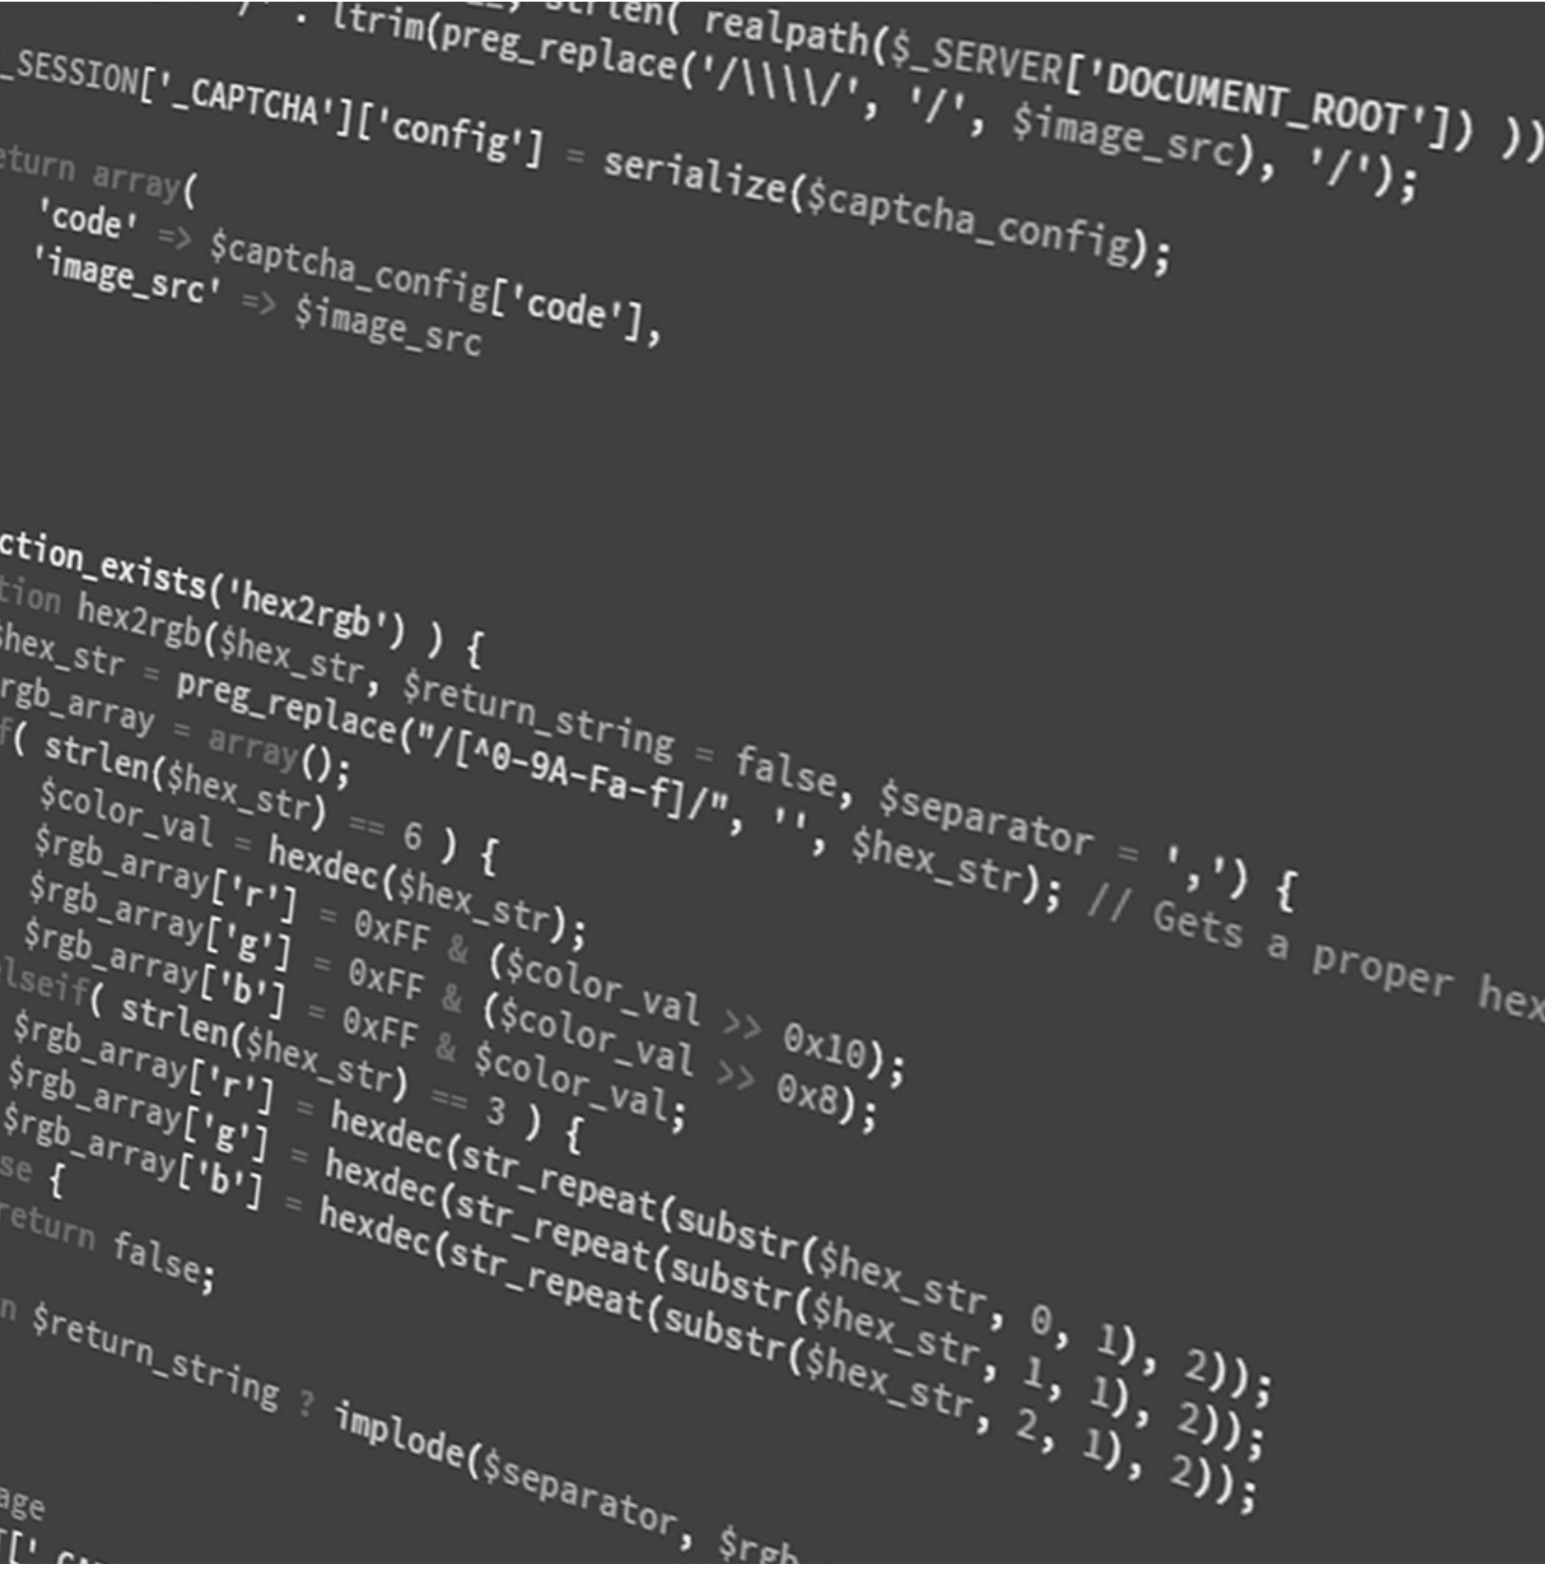 strlen( realpath($_SERVER['DOCUMENT_ROOT']) ))
/' . ltrim(preg_replace('/\\\\/', '/', $image_src), '/');
_SESSION['_CAPTCHA']['config'] = serialize($captcha_config);
eturn array(
'code' => $captcha_config['code'],
'image_src' => $image_src
ction_exists('hex2rgb') ) {
tion hex2rgb($hex_str, $return_string = false, $separator = ',') {
$hex_str = preg_replace("/[^0-9A-Fa-f]/", '', $hex_str); // Gets a proper hex
rgb_array = array();
f( strlen($hex_str) == 6 ) {
$color_val = hexdec($hex_str);
$rgb_array['r'] = 0xFF & ($color_val >> 0x10);
$rgb_array['g'] = 0xFF & ($color_val >> 0x8);
$rgb_array['b'] = 0xFF & $color_val;
lseif( strlen($hex_str) == 3 ) {
$rgb_array['r'] = hexdec(str_repeat(substr($hex_str, 0, 1), 2));
$rgb_array['g'] = hexdec(str_repeat(substr($hex_str, 1, 1), 2));
$rgb_array['b'] = hexdec(str_repeat(substr($hex_str, 2, 1), 2));
se {
return false;
n $return_string ? implode($separator, $rgb
age